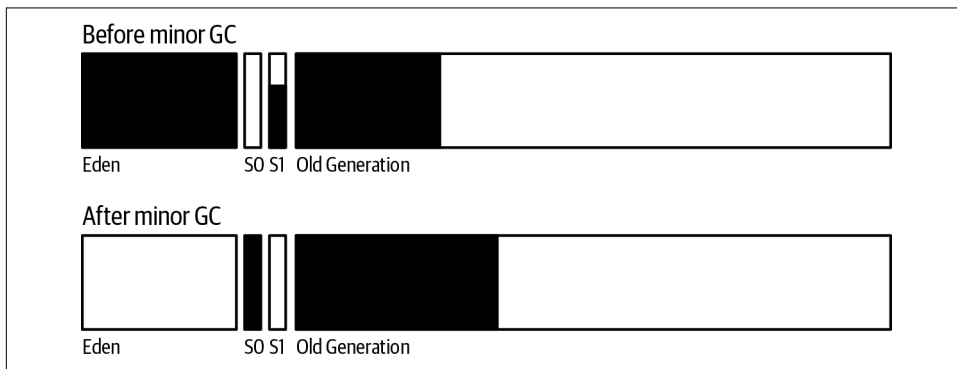 Before minor GC
Eden S0 S1 Old Generation
After minor GC
Eden S0 S1 Old Generation